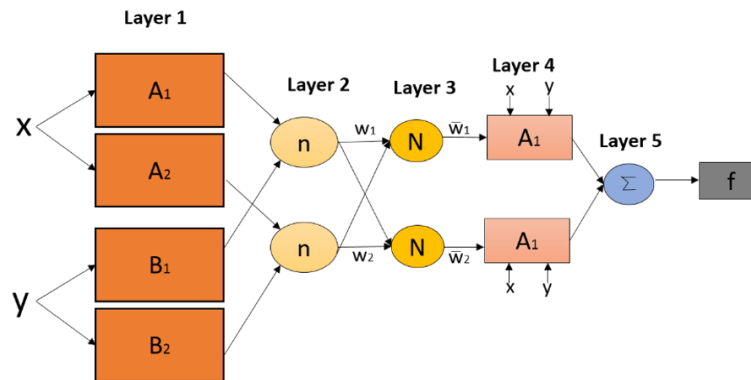 Layer 1
Layer 2
Layer 3
Layer 4
Layer 5
x
y
A1
A2
B1
B2
n
n
w1
w2
N
N
w̅1
w̅2
x y
A1
A1
x y
Σ
f